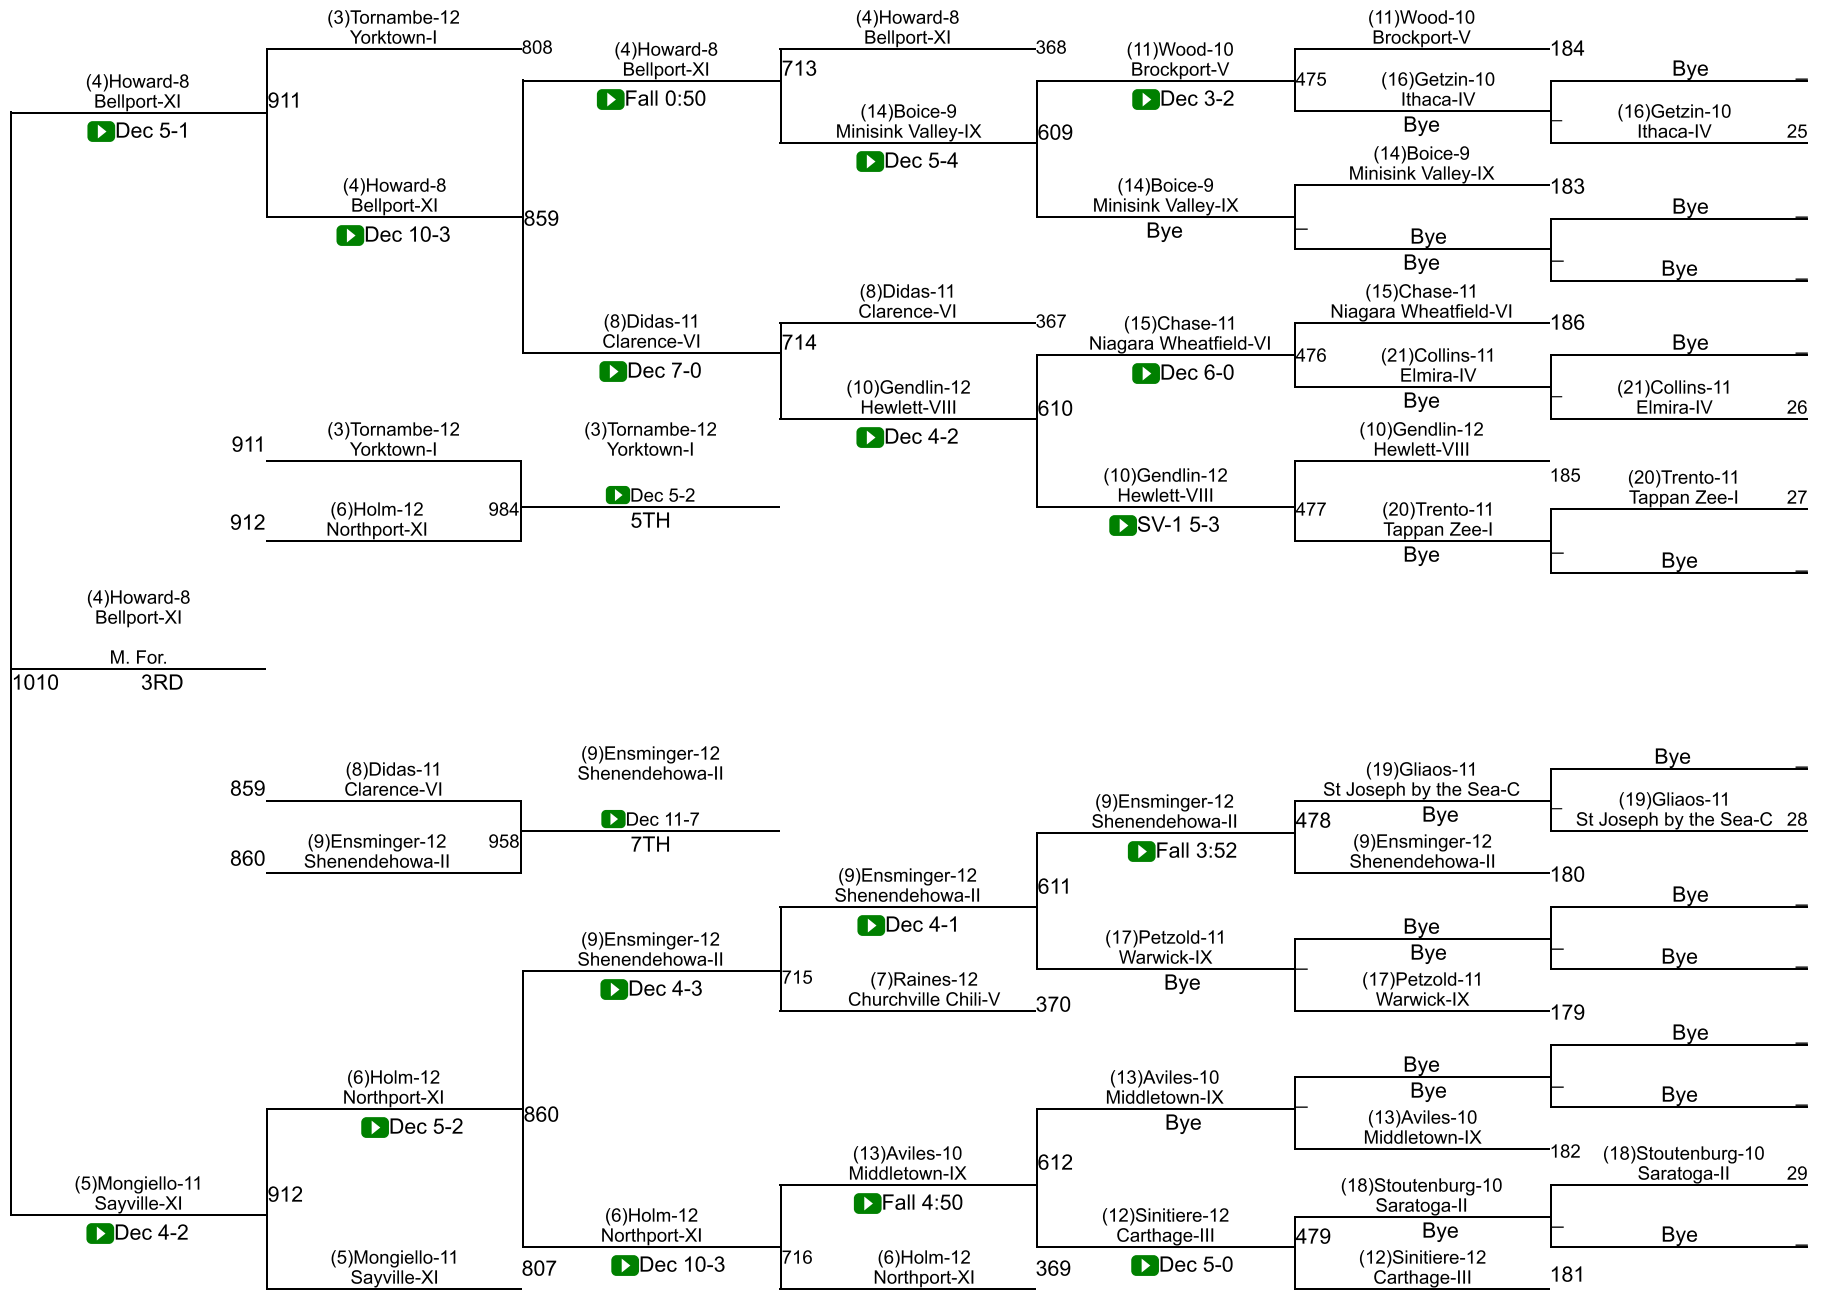 (3)Tornambe-12
Yorktown-I
808
(4)Howard-8
Bellport-XI
911
Dec 5-1
(4)Howard-8
Bellport-XI
Dec 10-3
(4)Howard-8
Bellport-XI
Fall 0:50
859
(8)Didas-11
Clarence-VI
Dec 7-0
(4)Howard-8
Bellport-XI
368
713
(14)Boice-9
Minisink Valley-IX
Dec 5-4
(8)Didas-11
Clarence-VI
367
714
(10)Gendlin-12
Hewlett-VIII
Dec 4-2
(11)Wood-10
Brockport-V
Dec 3-2
609
(14)Boice-9
Minisink Valley-IX
Bye
(15)Chase-11
Niagara Wheatfield-VI
Dec 6-0
610
(10)Gendlin-12
Hewlett-VIII
SV-1 5-3
(11)Wood-10
Brockport-V
184
475
(16)Getzin-10
Ithaca-IV
Bye
(14)Boice-9
Minisink Valley-IX
183
_
Bye
Bye
(15)Chase-11
Niagara Wheatfield-VI
186
476
(21)Collins-11
Elmira-IV
Bye
(10)Gendlin-12
Hewlett-VIII
185
477
(20)Trento-11
Tappan Zee-I
Bye
Bye
_
_
(16)Getzin-10
Ithaca-IV
25
Bye
_
_
Bye
_
Bye
_
_
(21)Collins-11
Elmira-IV
26
(20)Trento-11
Tappan Zee-I
27
_
Bye
_
911
(3)Tornambe-12
Yorktown-I
912
(6)Holm-12
Northport-XI
984
(3)Tornambe-12
Yorktown-I
Dec 5-2
5TH
(4)Howard-8
Bellport-XI
M. For.
1010
3RD
859
(8)Didas-11
Clarence-VI
860
(9)Ensminger-12
Shenendehowa-II
958
(9)Ensminger-12
Shenendehowa-II
Dec 11-7
7TH
(5)Mongiello-11
Sayville-XI
Dec 4-2
912
(6)Holm-12
Northport-XI
Dec 5-2
(5)Mongiello-11
Sayville-XI
807
(9)Ensminger-12
Shenendehowa-II
Dec 4-3
860
(6)Holm-12
Northport-XI
Dec 10-3
(9)Ensminger-12
Shenendehowa-II
Dec 4-1
715
(7)Raines-12
Churchville Chili-V
370
(13)Aviles-10
Middletown-IX
Fall 4:50
716
(6)Holm-12
Northport-XI
369
(9)Ensminger-12
Shenendehowa-II
Fall 3:52
611
(17)Petzold-11
Warwick-IX
Bye
(13)Aviles-10
Middletown-IX
Bye
612
(12)Sinitiere-12
Carthage-III
Dec 5-0
(19)Gliaos-11
St Joseph by the Sea-C
478
Bye
(9)Ensminger-12
Shenendehowa-II
180
Bye
_
Bye
(17)Petzold-11
Warwick-IX
179
Bye
_
Bye
(13)Aviles-10
Middletown-IX
182
(18)Stoutenburg-10
Saratoga-II
479
Bye
(12)Sinitiere-12
Carthage-III
181
Bye
_
_
(19)Gliaos-11
St Joseph by the Sea-C
28
Bye
_
_
Bye
_
Bye
_
_
Bye
_
(18)Stoutenburg-10
Saratoga-II
29
_
Bye
_